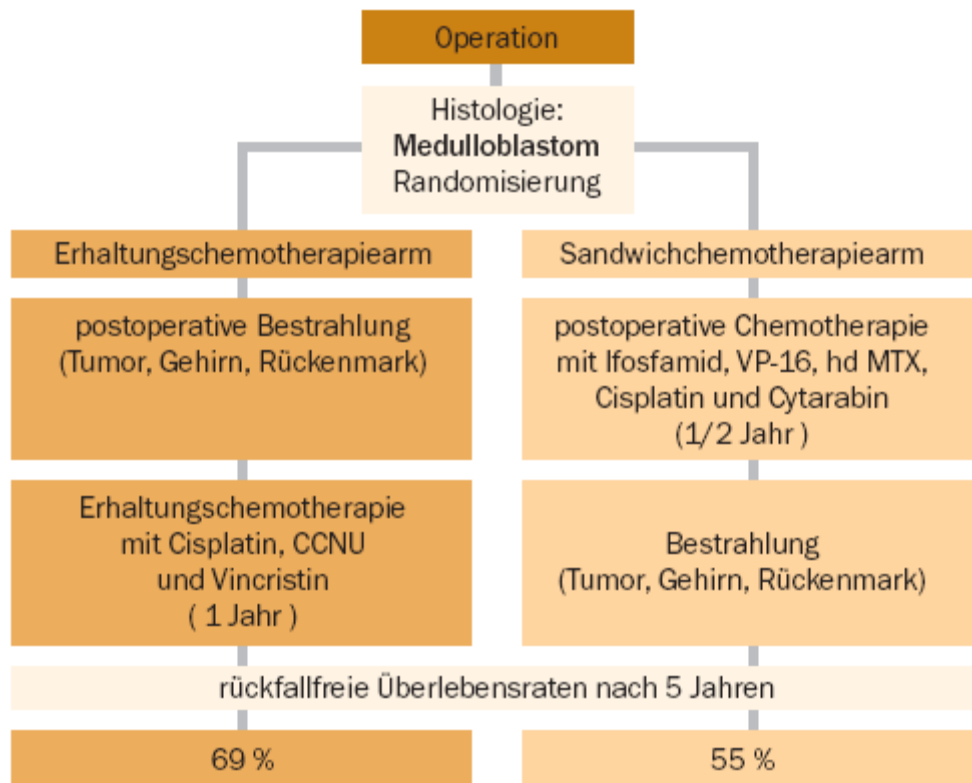 Operation
Histologie:
Medulloblastom
Randomisierung
Erhaltungschemotherapiearm
Sandwichchemotherapiearm
postoperative Bestrahlung
(Tumor, Gehirn, Rückenmark)
postoperative Chemotherapie
mit Ifosfamid, VP-16, hd MTX,
Cisplatin und Cytarabin
(1/2 Jahr )
Erhaltungschemotherapie
mit Cisplatin, CCNU
und Vincristin
( 1 Jahr )
Bestrahlung
(Tumor, Gehirn, Rückenmark)
rückfallfreie Überlebensraten nach 5 Jahren
69 %
55 %